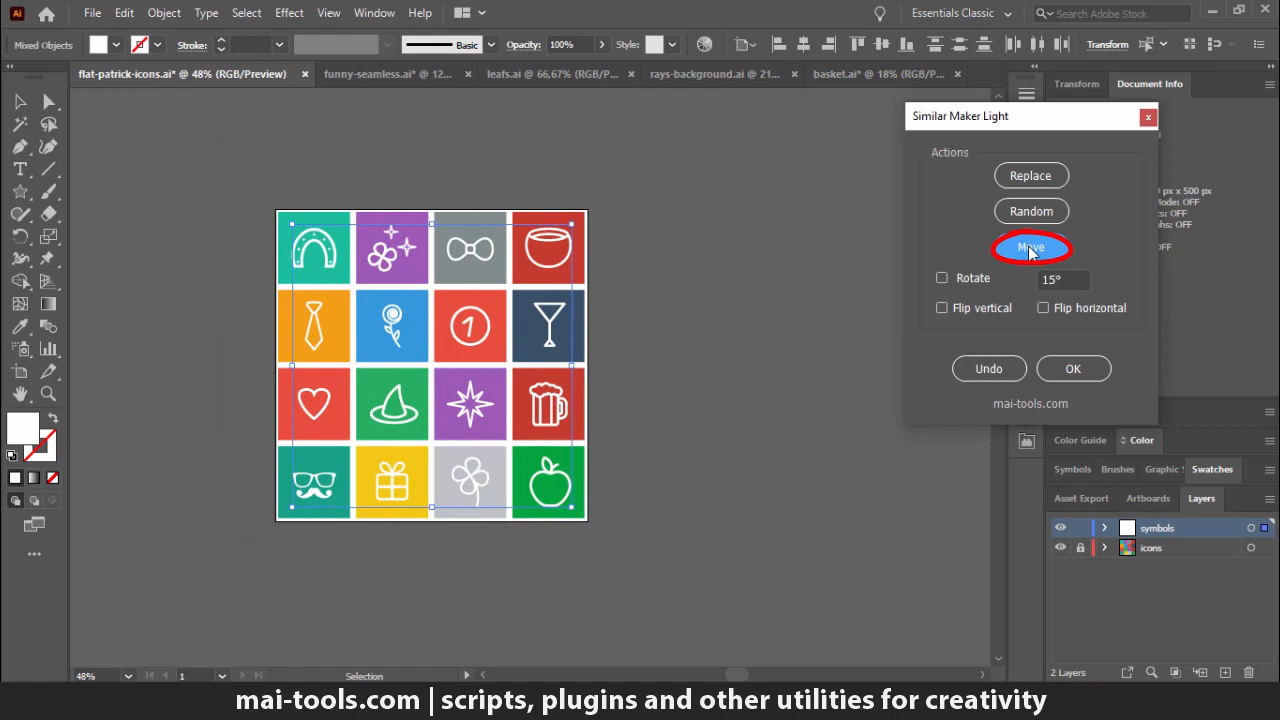 Ai File Edit Object Type Select Effect View Window Help Essentials Classic Search Adobe Stock
Mixed Objects Stroke: Basic Opacity: 100% Style: Transform
flat-patrick-icons.ai* @ 48% (RGB/Preview) × funny-seamless.ai* @ 12... × leafs.ai @ 66,67% (RGB/P... × rays-background.ai @ 21... × basket.ai* @ 18% (RGB/P... ×
Transform Document Info
Similar Maker Light
Actions
Replace
px x 500 px
Mode: OFF
Random
OFF
Move
OFF
Rotate 15°
Flip vertical Flip horizontal
1
Undo OK
mai-tools.com
Color Guide Color
Symbols Brushes Graphic Swatches
Asset Export Artboards Layers
symbols
icons
48% 1 Selection 2 Layers
mai-tools.com | scripts, plugins and other utilities for creativity